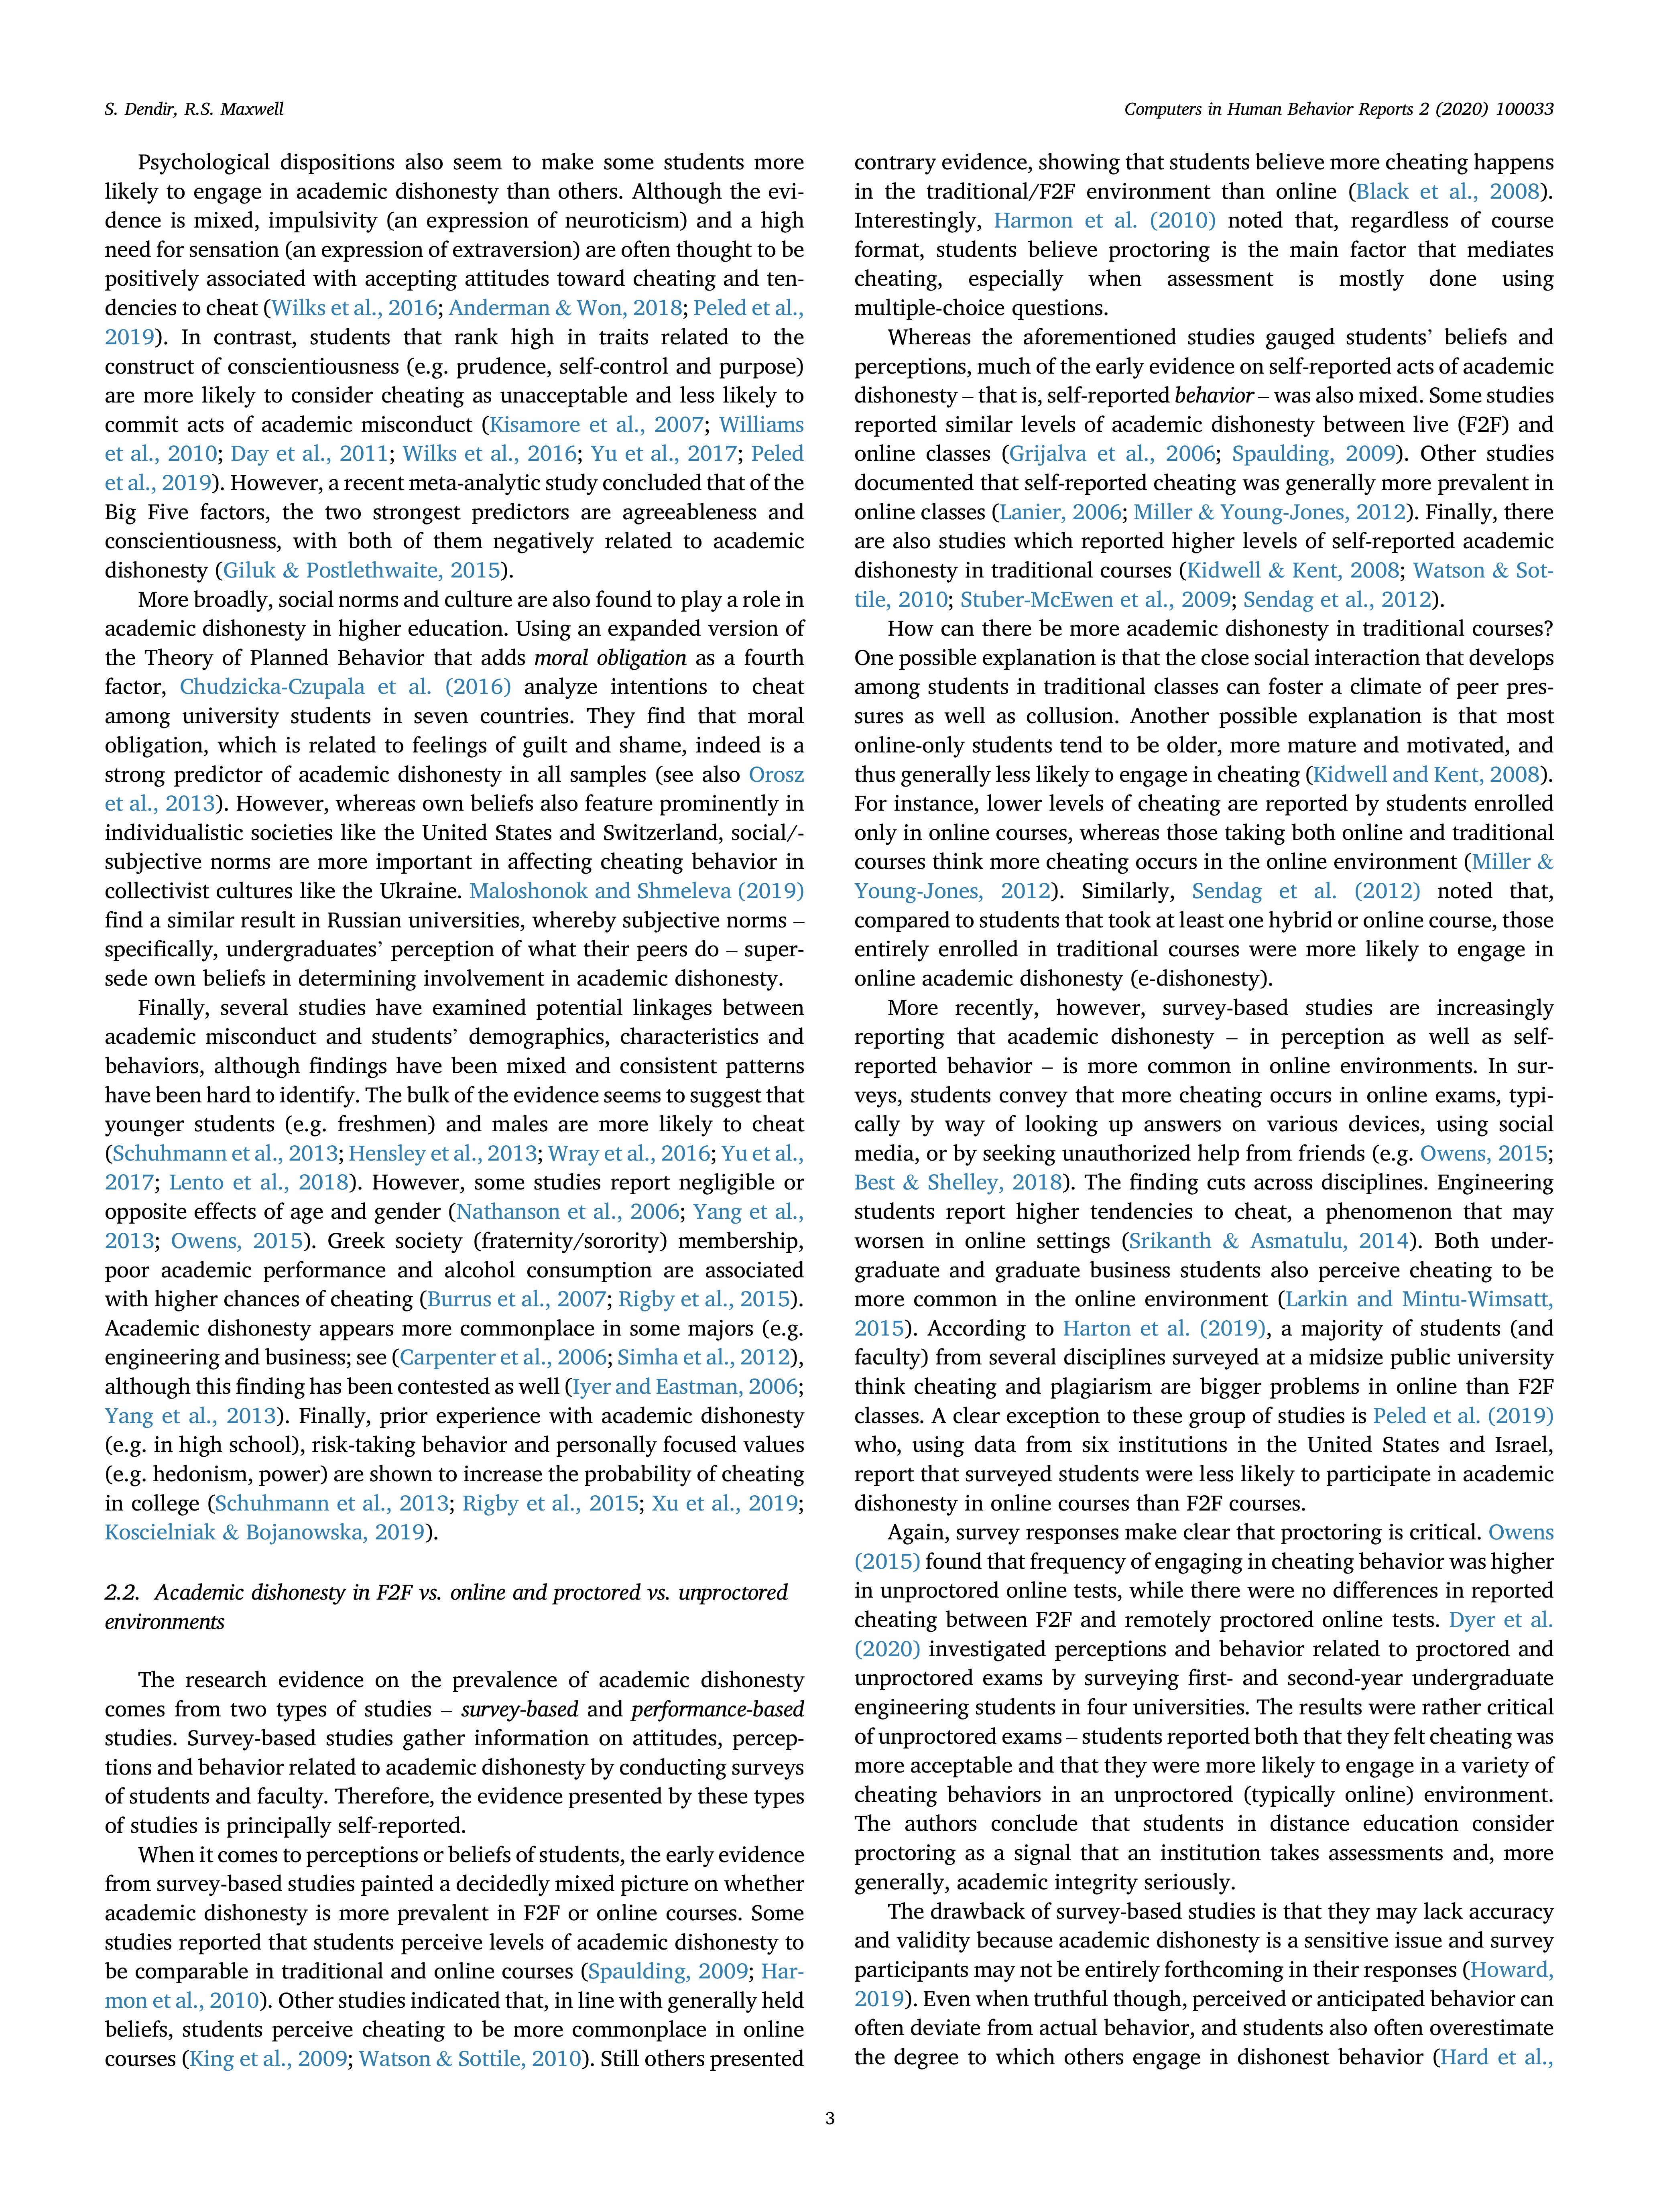 S. Dendir, R.S. Maxwell
Computers in Human Behavior Reports 2 (2020) 100033
Psychological dispositions also seem to make some students more
likely to engage in academic dishonesty than others. Although the evi-
dence is mixed, impulsivity (an expression of neuroticism) and a high
need for sensation (an expression of extraversion) are often thought to be
positively associated with accepting attitudes toward cheating and ten-
dencies to cheat (Wilks et al., 2016; Anderman & Won, 2018; Peled et al.,
2019). In contrast, students that rank high in traits related to the
construct of conscientiousness (e.g. prudence, self-control and purpose)
are more likely to consider cheating as unacceptable and less likely to
commit acts of academic misconduct (Kisamore et al., 2007; Williams
et al., 2010; Day et al., 2011; Wilks et al., 2016; Yu et al., 2017; Peled
et al., 2019). However, a recent meta-analytic study concluded that of the
Big Five factors, the two strongest predictors are agreeableness and
conscientiousness, with both of them negatively related to academic
dishonesty (Giluk & Postlethwaite, 2015).
More broadly, social norms and culture are also found to play a role in
academic dishonesty in higher education. Using an expanded version of
the Theory of Planned Behavior that adds moral obligation as a fourth
factor, Chudzicka-Czupala et al. (2016) analyze intentions to cheat
among university students in seven countries. They find that moral
obligation, which is related to feelings of guilt and shame, indeed is a
strong predictor of academic dishonesty in all samples (see also Orosz
et al., 2013). However, whereas own beliefs also feature prominently in
individualistic societies like the United States and Switzerland, social/-
subjective norms are more important in affecting cheating behavior in
collectivist cultures like the Ukraine. Maloshonok and Shmeleva (2019)
find a similar result in Russian universities, whereby subjective norms –
specifically, undergraduates’ perception of what their peers do – super-
sede own beliefs in determining involvement in academic dishonesty.
Finally, several studies have examined potential linkages between
academic misconduct and students’ demographics, characteristics and
behaviors, although findings have been mixed and consistent patterns
have been hard to identify. The bulk of the evidence seems to suggest that
younger students (e.g. freshmen) and males are more likely to cheat
(Schuhmann et al., 2013; Hensley et al., 2013; Wray et al., 2016; Yu et al.,
2017; Lento et al., 2018). However, some studies report negligible or
opposite effects of age and gender (Nathanson et al., 2006; Yang et al.,
2013; Owens, 2015). Greek society (fraternity/sorority) membership,
poor academic performance and alcohol consumption are associated
with higher chances of cheating (Burrus et al., 2007; Rigby et al., 2015).
Academic dishonesty appears more commonplace in some majors (e.g.
engineering and business; see (Carpenter et al., 2006; Simha et al., 2012),
although this finding has been contested as well (Iyer and Eastman, 2006;
Yang et al., 2013). Finally, prior experience with academic dishonesty
(e.g. in high school), risk-taking behavior and personally focused values
(e.g. hedonism, power) are shown to increase the probability of cheating
in college (Schuhmann et al., 2013; Rigby et al., 2015; Xu et al., 2019;
Koscielniak & Bojanowska, 2019).
2.2. Academic dishonesty in F2F vs. online and proctored vs. unproctored
environments
The research evidence on the prevalence of academic dishonesty
comes from two types of studies – survey-based and performance-based
studies. Survey-based studies gather information on attitudes, percep-
tions and behavior related to academic dishonesty by conducting surveys
of students and faculty. Therefore, the evidence presented by these types
of studies is principally self-reported.
When it comes to perceptions or beliefs of students, the early evidence
from survey-based studies painted a decidedly mixed picture on whether
academic dishonesty is more prevalent in F2F or online courses. Some
studies reported that students perceive levels of academic dishonesty to
be comparable in traditional and online courses (Spaulding, 2009; Har-
mon et al., 2010). Other studies indicated that, in line with generally held
beliefs, students perceive cheating to be more commonplace in online
courses (King et al., 2009; Watson & Sottile, 2010). Still others presented
contrary evidence, showing that students believe more cheating happens
in the traditional/F2F environment than online (Black et al., 2008).
Interestingly, Harmon et al. (2010) noted that, regardless of course
format, students believe proctoring is the main factor that mediates
cheating, especially when assessment is mostly done using
multiple-choice questions.
Whereas the aforementioned studies gauged students’ beliefs and
perceptions, much of the early evidence on self-reported acts of academic
dishonesty – that is, self-reported behavior – was also mixed. Some studies
reported similar levels of academic dishonesty between live (F2F) and
online classes (Grijalva et al., 2006; Spaulding, 2009). Other studies
documented that self-reported cheating was generally more prevalent in
online classes (Lanier, 2006; Miller & Young-Jones, 2012). Finally, there
are also studies which reported higher levels of self-reported academic
dishonesty in traditional courses (Kidwell & Kent, 2008; Watson & Sot-
tile, 2010; Stuber-McEwen et al., 2009; Sendag et al., 2012).
How can there be more academic dishonesty in traditional courses?
One possible explanation is that the close social interaction that develops
among students in traditional classes can foster a climate of peer pres-
sures as well as collusion. Another possible explanation is that most
online-only students tend to be older, more mature and motivated, and
thus generally less likely to engage in cheating (Kidwell and Kent, 2008).
For instance, lower levels of cheating are reported by students enrolled
only in online courses, whereas those taking both online and traditional
courses think more cheating occurs in the online environment (Miller &
Young-Jones, 2012). Similarly, Sendag et al. (2012) noted that,
compared to students that took at least one hybrid or online course, those
entirely enrolled in traditional courses were more likely to engage in
online academic dishonesty (e-dishonesty).
More recently, however, survey-based studies are increasingly
reporting that academic dishonesty – in perception as well as self-
reported behavior – is more common in online environments. In sur-
veys, students convey that more cheating occurs in online exams, typi-
cally by way of looking up answers on various devices, using social
media, or by seeking unauthorized help from friends (e.g. Owens, 2015;
Best & Shelley, 2018). The finding cuts across disciplines. Engineering
students report higher tendencies to cheat, a phenomenon that may
worsen in online settings (Srikanth & Asmatulu, 2014). Both under-
graduate and graduate business students also perceive cheating to be
more common in the online environment (Larkin and Mintu-Wimsatt,
2015). According to Harton et al. (2019), a majority of students (and
faculty) from several disciplines surveyed at a midsize public university
think cheating and plagiarism are bigger problems in online than F2F
classes. A clear exception to these group of studies is Peled et al. (2019)
who, using data from six institutions in the United States and Israel,
report that surveyed students were less likely to participate in academic
dishonesty in online courses than F2F courses.
Again, survey responses make clear that proctoring is critical. Owens
(2015) found that frequency of engaging in cheating behavior was higher
in unproctored online tests, while there were no differences in reported
cheating between F2F and remotely proctored online tests. Dyer et al.
(2020) investigated perceptions and behavior related to proctored and
unproctored exams by surveying first- and second-year undergraduate
engineering students in four universities. The results were rather critical
of unproctored exams – students reported both that they felt cheating was
more acceptable and that they were more likely to engage in a variety of
cheating behaviors in an unproctored (typically online) environment.
The authors conclude that students in distance education consider
proctoring as a signal that an institution takes assessments and, more
generally, academic integrity seriously.
The drawback of survey-based studies is that they may lack accuracy
and validity because academic dishonesty is a sensitive issue and survey
participants may not be entirely forthcoming in their responses (Howard,
2019). Even when truthful though, perceived or anticipated behavior can
often deviate from actual behavior, and students also often overestimate
the degree to which others engage in dishonest behavior (Hard et al.,
3